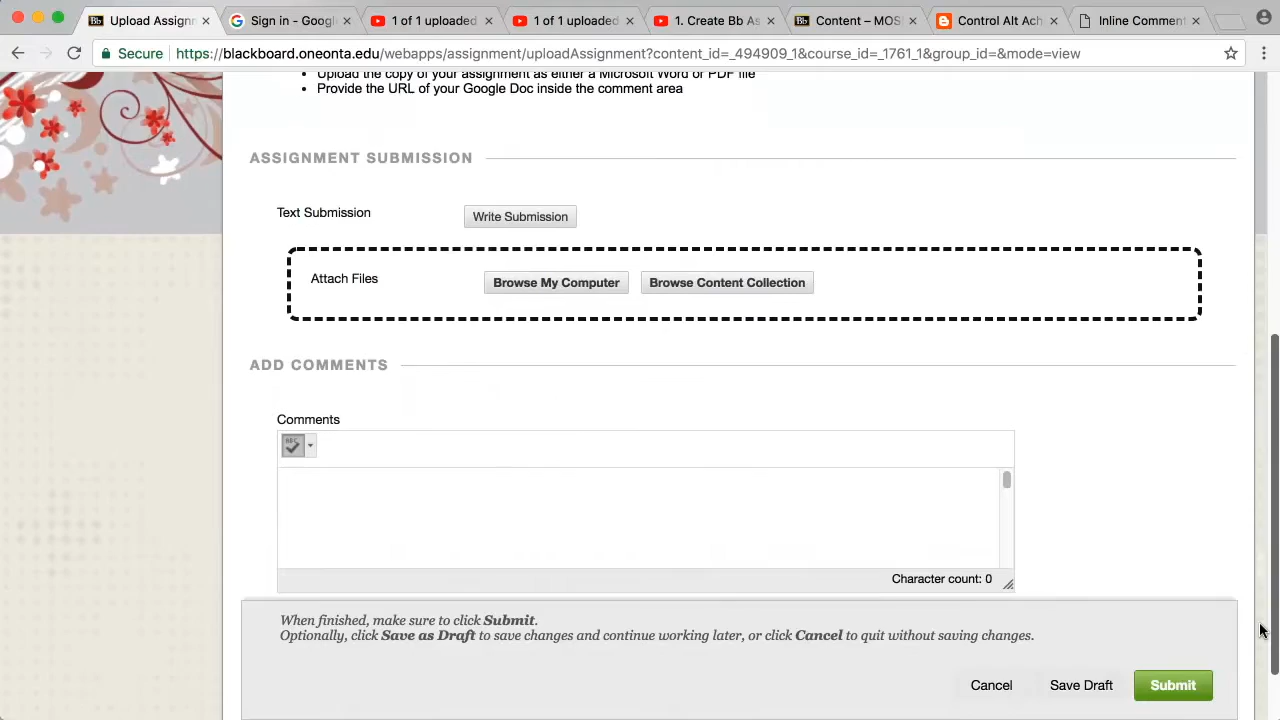 Upload Assignm
Sign in – Google
1 of 1 uploaded
1 of 1 uploaded
1. Create Bb As
Content – MOS
Control Alt Ach
Inline Comment
Secure
https://blackboard.oneonta.edu/webapps/assignment/uploadAssignment?content_id=_494909_1&course_id=_1761_1&group_id=&mode=view
• Upload the copy of your assignment as either a Microsoft Word or PDF file
• Provide the URL of your Google Doc inside the comment area
ASSIGNMENT SUBMISSION
Text Submission
Write Submission
Attach Files
Browse My Computer
Browse Content Collection
ADD COMMENTS
Comments
ABC
Character count: 0
When finished, make sure to click Submit.
Optionally, click Save as Draft to save changes and continue working later, or click Cancel to quit without saving changes.
Cancel
Save Draft
Submit